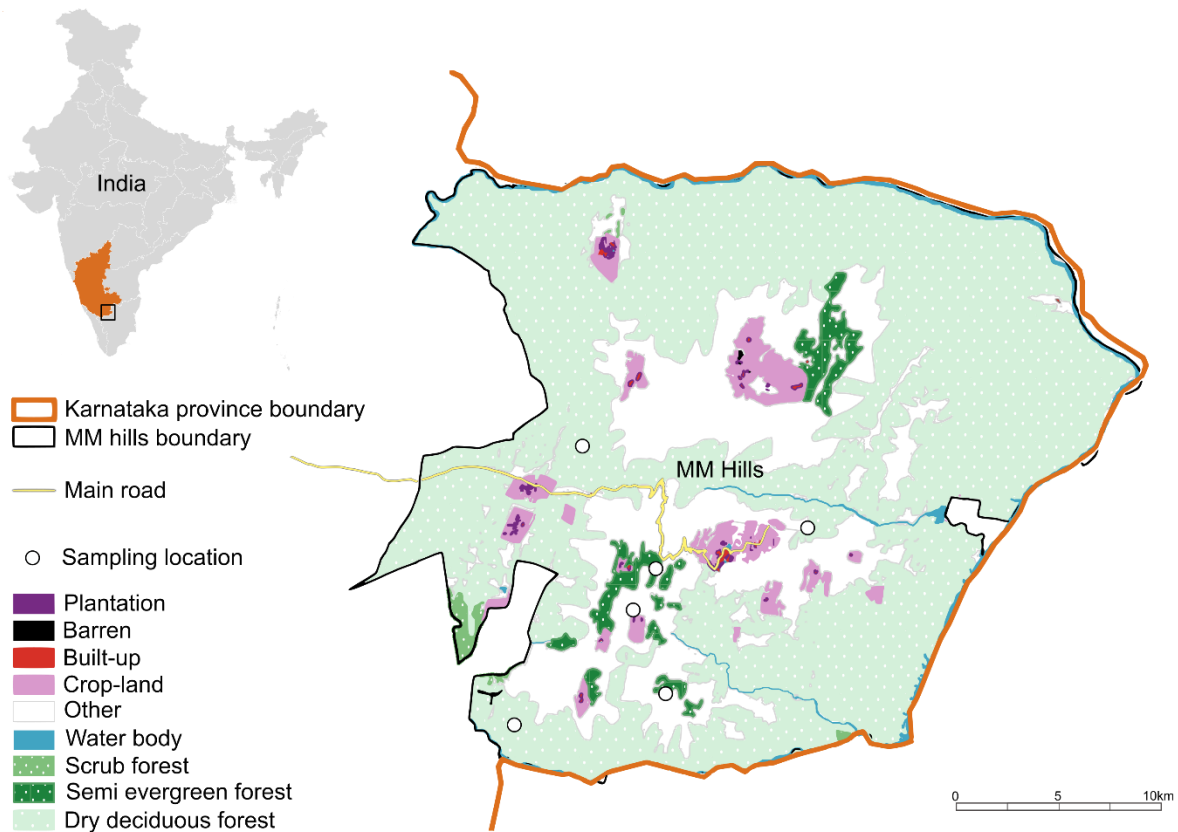 India
Karnataka province boundary
MM hills boundary
Main road
Sampling location
Plantation
Barren
Built-up
Crop-land
Other
Water body
Scrub forest
Semi evergreen forest
Dry deciduous forest
MM Hills
0 5 10km